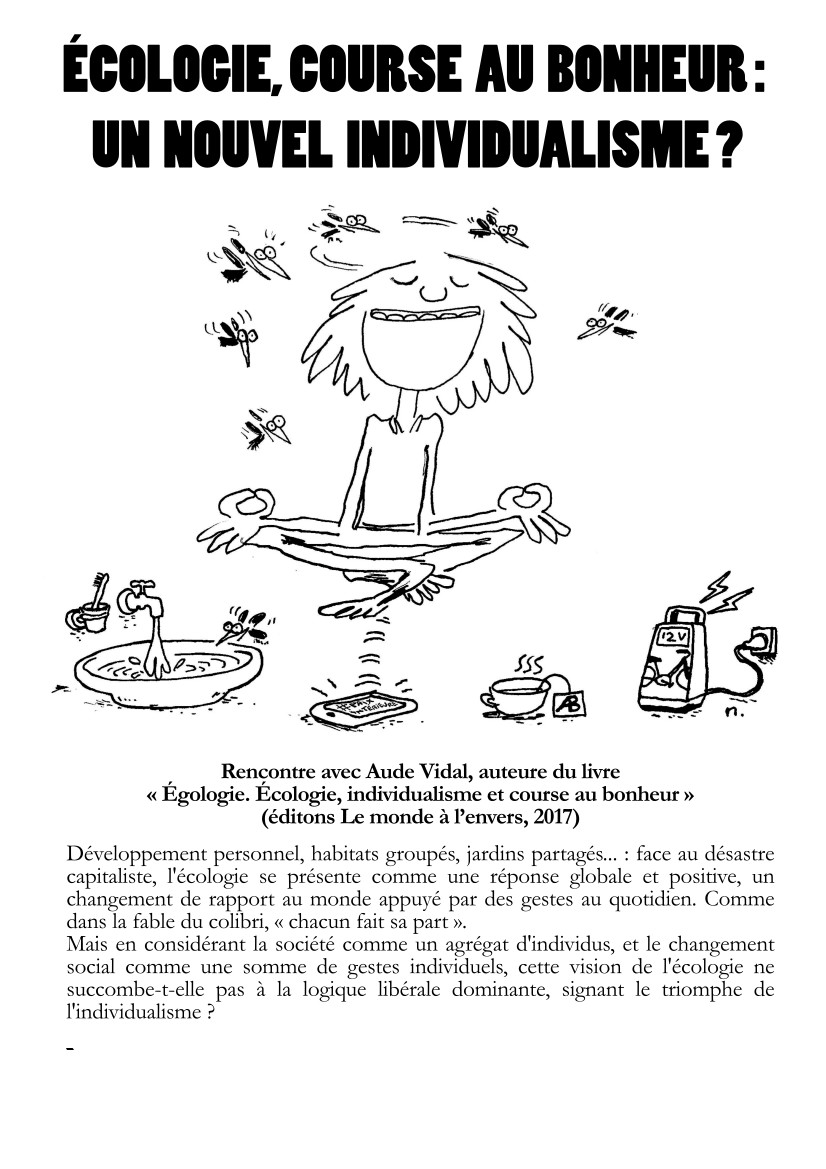 ÉCOLOGIE, COURSE AU BONHEUR :
UN NOUVEL INDIVIDUALISME ?
12V
# PAIX
INTÉRIEURE
AB
n.
Rencontre avec Aude Vidal, auteure du livre
« Égologie. Écologie, individualisme et course au bonheur »
(éditons Le monde à l’envers, 2017)
Développement personnel, habitats groupés, jardins partagés... : face au désastre
capitaliste, l'écologie se présente comme une réponse globale et positive, un
changement de rapport au monde appuyé par des gestes au quotidien. Comme
dans la fable du colibri, « chacun fait sa part ».
Mais en considérant la société comme un agrégat d'individus, et le changement
social comme une somme de gestes individuels, cette vision de l'écologie ne
succombe-t-elle pas à la logique libérale dominante, signant le triomphe de
l'individualisme ?
-